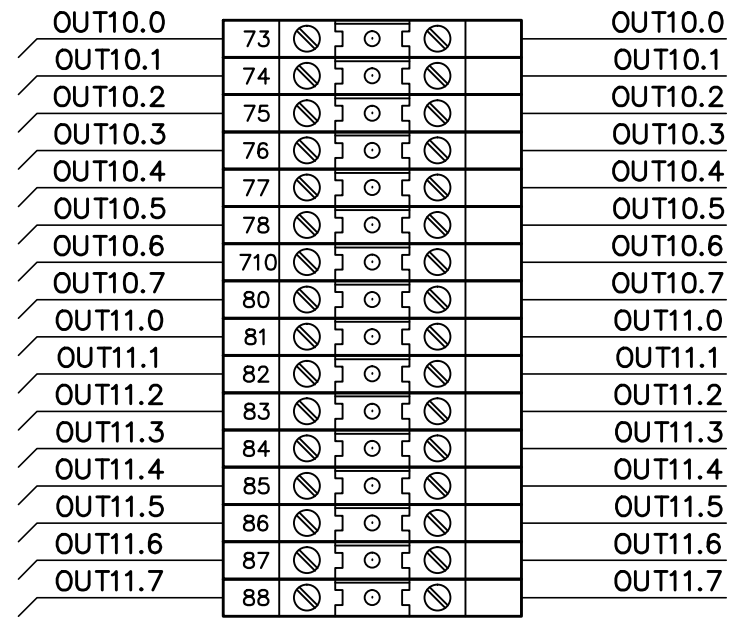 OUT10.0 73 OUT10.0
OUT10.1 74 OUT10.1
OUT10.2 75 OUT10.2
OUT10.3 76 OUT10.3
OUT10.4 77 OUT10.4
OUT10.5 78 OUT10.5
OUT10.6 710 OUT10.6
OUT10.7 80 OUT10.7
OUT11.0 81 OUT11.0
OUT11.1 82 OUT11.1
OUT11.2 83 OUT11.2
OUT11.3 84 OUT11.3
OUT11.4 85 OUT11.4
OUT11.5 86 OUT11.5
OUT11.6 87 OUT11.6
OUT11.7 88 OUT11.7